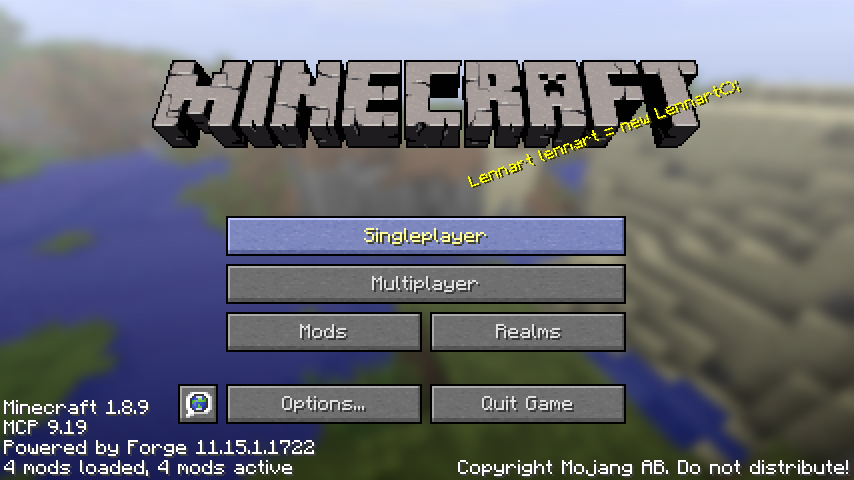 MINECRAFT
Lennart lennart = new Lennart();
Singleplayer
Multiplayer
Mods
Realms
Options...
Quit Game
Minecraft 1.8.9
MCP 9.19
Powered by Forge 11.15.1.1722
4 mods loaded, 4 mods active
Copyright Mojang AB. Do not distribute!